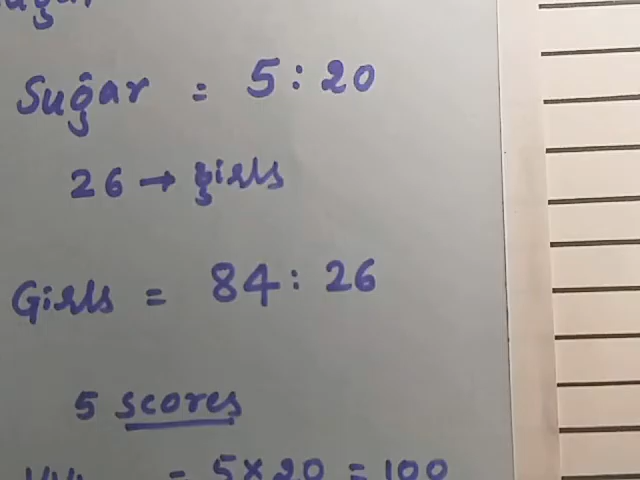 Sugar = 5 : 20
26 → girls
Girls = 84 : 26
5 scores
= 5 × 20 = 100